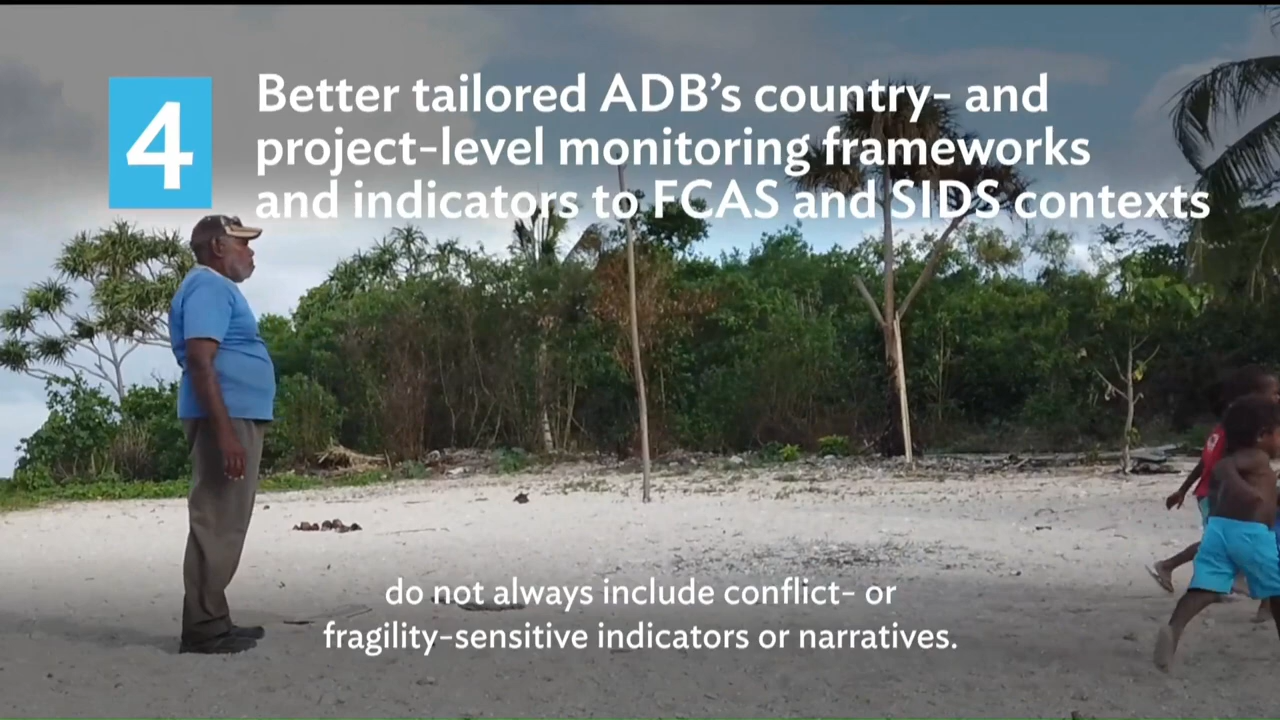 4
Better tailored ADB's country- and
project-level monitoring frameworks
and indicators to FCAS and SIDS contexts
do not always include conflict- or
fragility-sensitive indicators or narratives.